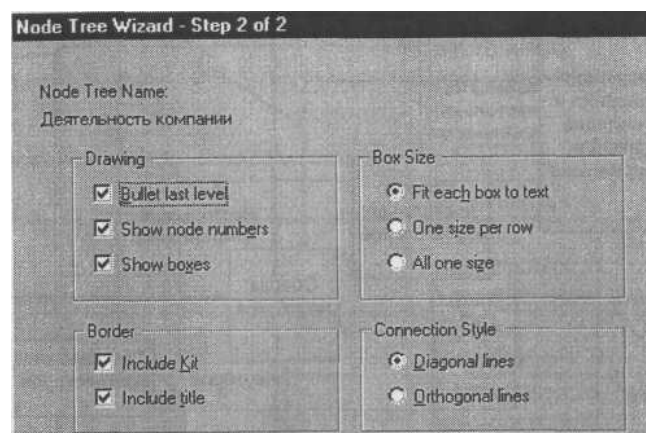 Node Tree Wizard - Step 2 of 2
Node Tree Name:
Деятельность компании
Drawing
Bullet last level
Show node numbers
Show boxes
Box Size
Fit each box to text
One size per row
All one size
Border
Include Kit
Include title
Connection Style
Diagonal lines
Orthogonal lines